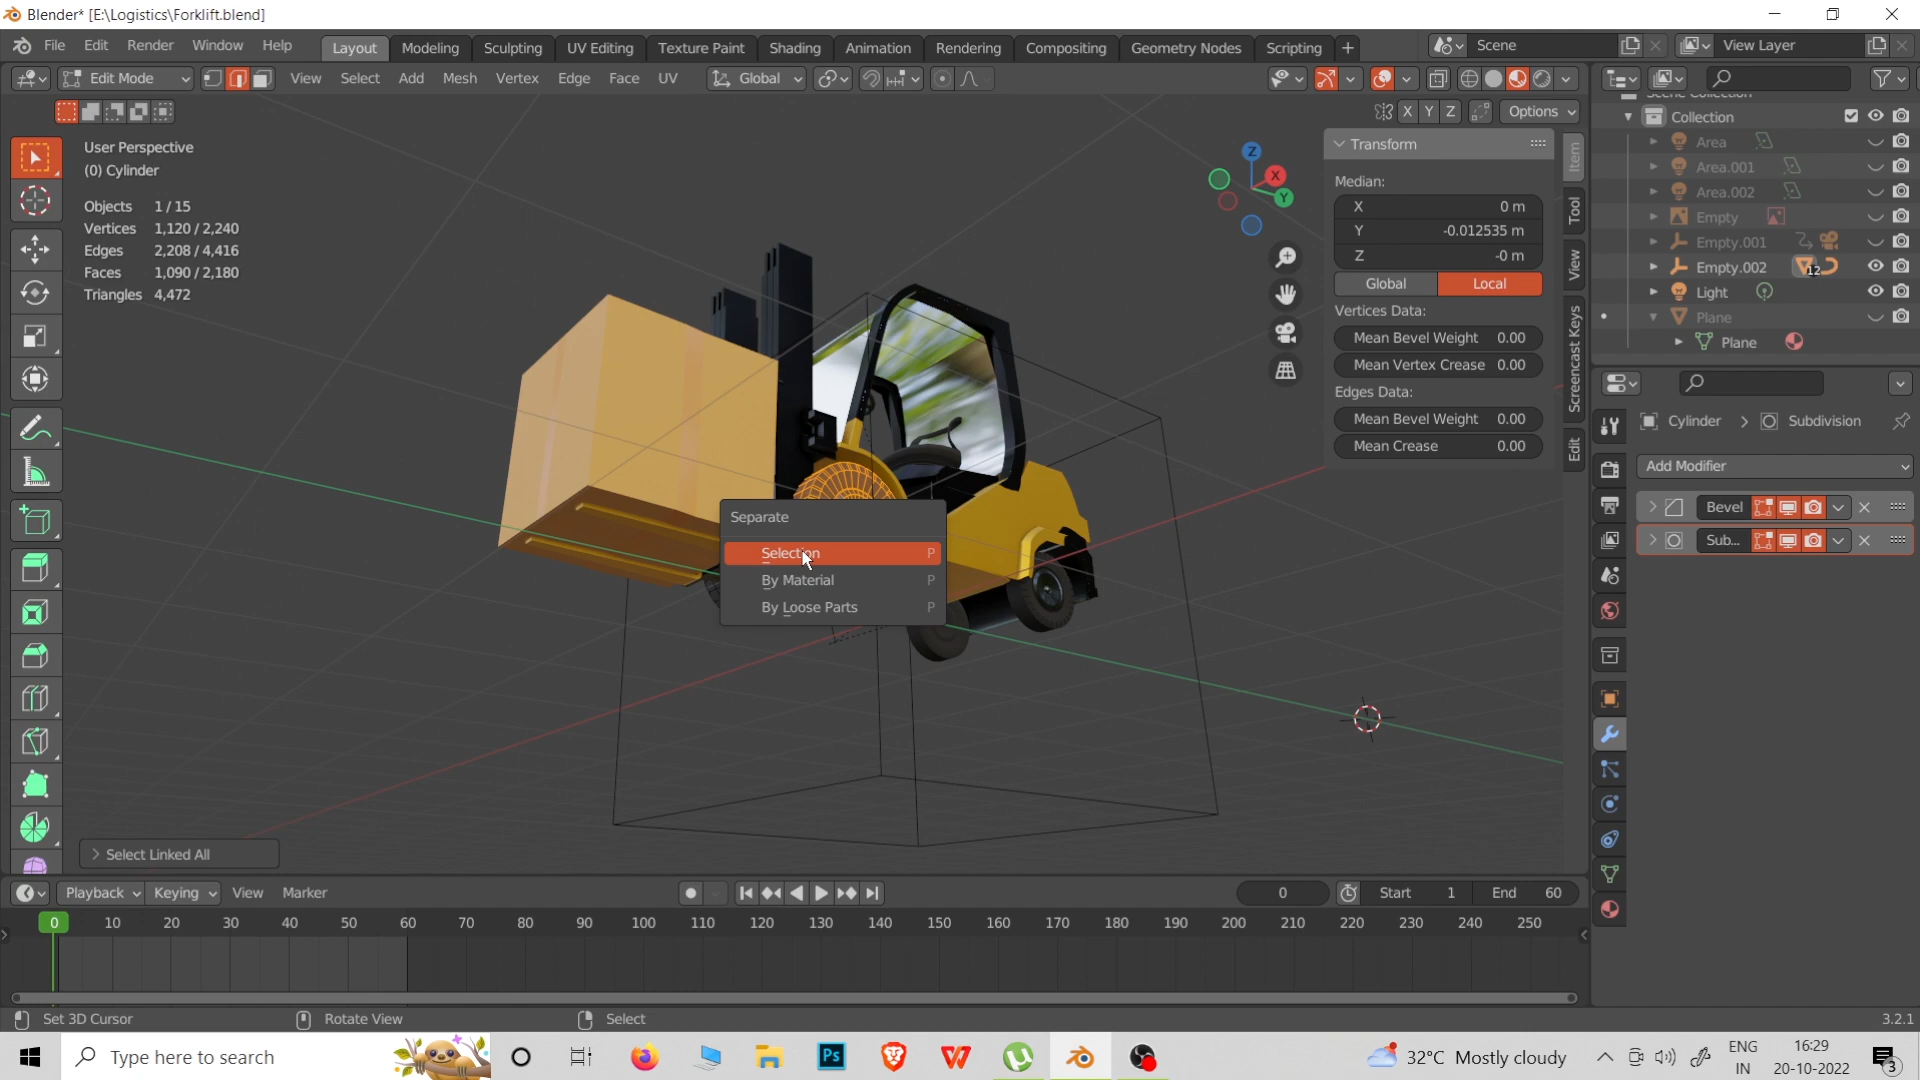 Blender* [E:\Logistics\Forklift.blend]
File Edit Render Window Help Layout Modeling Sculpting UV Editing Texture Paint Shading Animation Rendering Compositing Geometry Nodes Scripting + Scene View Layer
Edit Mode View Select Add Mesh Vertex Edge Face UV Global
X Y Z Options
User Perspective
(0) Cylinder
Objects 1/15
Vertices 1,120/2,240
Edges 2,208/4,416
Faces 1,090/2,180
Triangles 4,472
Z
X
Y
Transform
Median:
X 0 m
Y -0.012535 m
Z -0 m
Global Local
Vertices Data:
Mean Bevel Weight 0.00
Mean Vertex Crease 0.00
Edges Data:
Mean Bevel Weight 0.00
Mean Crease 0.00
Item
Tool
View
Screencast Keys
Edit
Scene Collection
Collection
Area
Area.001
Area.002
Empty
Empty.001
Empty.002 12
Light
Plane
Plane
Cylinder > Subdivision
Add Modifier
Bevel
Sub...
Separate
Selection P
By Material P
By Loose Parts P
> Select Linked All
Playback Keying View Marker 0 Start 1 End 60
0 10 20 30 40 50 60 70 80 90 100 110 120 130 140 150 160 170 180 190 200 210 220 230 240 250
Set 3D Cursor Rotate View Select 3.2.1
Type here to search Ps W 32°C Mostly cloudy ENG IN 16:29 20-10-2022 3